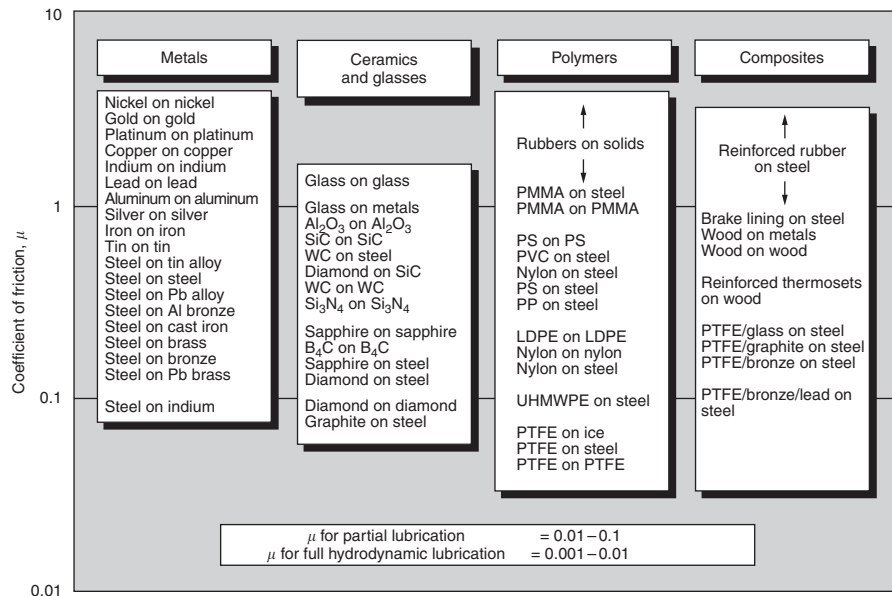 10
1
0.1
0.01
Coefficient of friction, μ
Metals
Nickel on nickel
Gold on gold
Platinum on platinum
Copper on copper
Indium on indium
Lead on lead
Aluminum on aluminum
Silver on silver
Iron on iron
Tin on tin
Steel on tin alloy
Steel on steel
Steel on Pb alloy
Steel on Al bronze
Steel on cast iron
Steel on brass
Steel on bronze
Steel on Pb brass
Steel on indium
Ceramics
and glasses
Glass on glass
Glass on metals
Al₂O₃ on Al₂O₃
SiC on SiC
WC on steel
Diamond on SiC
WC on WC
Si₃N₄ on Si₃N₄
Sapphire on sapphire
B₄C on B₄C
Sapphire on steel
Diamond on steel
Diamond on diamond
Graphite on steel
Polymers
Rubbers on solids
PMMA on steel
PMMA on PMMA
PS on PS
PVC on steel
Nylon on steel
PS on steel
PP on steel
LDPE on LDPE
Nylon on nylon
Nylon on steel
UHMWPE on steel
PTFE on ice
PTFE on steel
PTFE on PTFE
Composites
Reinforced rubber
on steel
Brake lining on steel
Wood on metals
Wood on wood
Reinforced thermosets
on wood
PTFE/glass on steel
PTFE/graphite on steel
PTFE/bronze on steel
PTFE/bronze/lead on
steel
μ for partial lubrication = 0.01–0.1
μ for full hydrodynamic lubrication = 0.001–0.01